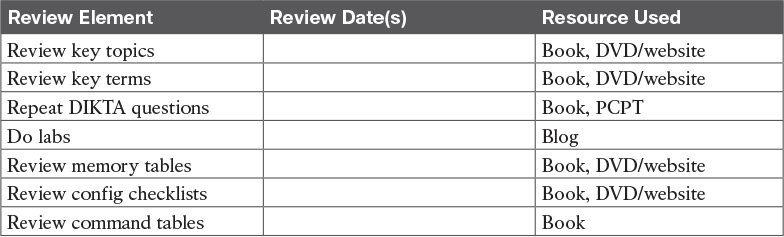 Review Element Review Date(s) Resource Used
Review key topics Book, DVD/website
Review key terms Book, DVD/website
Repeat DIKTA questions Book, PCPT
Do labs Blog
Review memory tables Book, DVD/website
Review config checklists Book, DVD/website
Review command tables Book